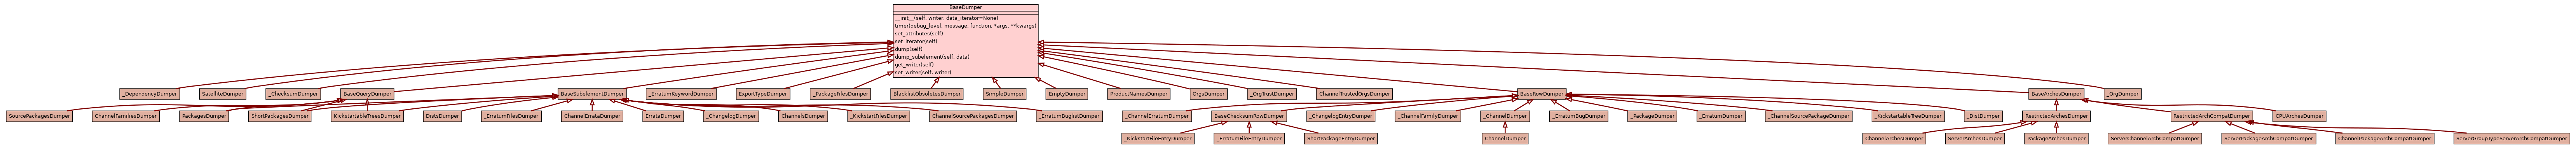 BaseDumper
__init__(self, writer, data_iterator=None)
timer(debug_level, message, function, *args, **kwargs)
set_attributes(self)
set_iterator(self)
dump(self)
dump_subelement(self, data)
get_writer(self)
set_writer(self, writer)
_DependencyDumper
SatelliteDumper
_ChecksumDumper
BaseQueryDumper
BaseSubelementDumper
_ErratumKeywordDumper
ExportTypeDumper
_PackageFilesDumper
BlacklistObsoletesDumper
SimpleDumper
EmptyDumper
ProductNamesDumper
OrgsDumper
_OrgTrustDumper
ChannelTrustedOrgsDumper
BaseRowDumper
BaseArchesDumper
_OrgDumper
SourcePackagesDumper
ChannelFamiliesDumper
PackagesDumper
ShortPackagesDumper
KickstartableTreesDumper
DistsDumper
_ErratumFilesDumper
ChannelErrataDumper
ErrataDumper
_ChangelogDumper
ChannelsDumper
_KickstartFilesDumper
ChannelSourcePackagesDumper
_ErratumBuglistDumper
_ChannelErratumDumper
BaseChecksumRowDumper
_ChangelogEntryDumper
_ChannelFamilyDumper
_ChannelDumper
_ErratumBugDumper
_PackageDumper
_ErratumDumper
_ChannelSourcePackageDumper
_KickstartableTreeDumper
_DistDumper
RestrictedArchesDumper
RestrictedArchCompatDumper
CPUArchesDumper
_KickstartFileEntryDumper
_ErratumFileEntryDumper
ShortPackageEntryDumper
ChannelDumper
ChannelArchesDumper
ServerArchesDumper
PackageArchesDumper
ServerChannelArchCompatDumper
ServerPackageArchCompatDumper
ChannelPackageArchCompatDumper
ServerGroupTypeServerArchCompatDumper